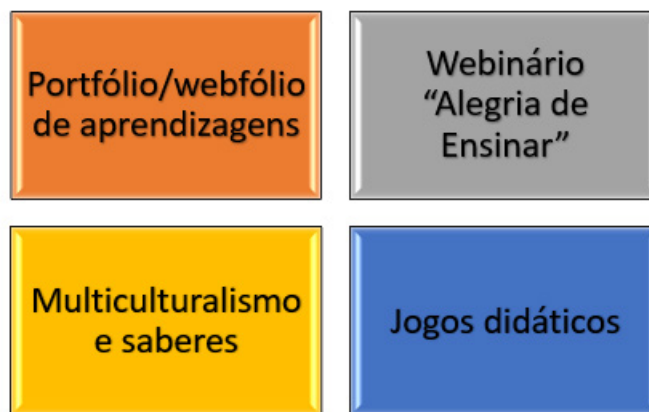 Portfólio/webfólio
de aprendizagens
Webinário
“Alegria de
Ensinar”
Multiculturalismo
e saberes
Jogos didáticos